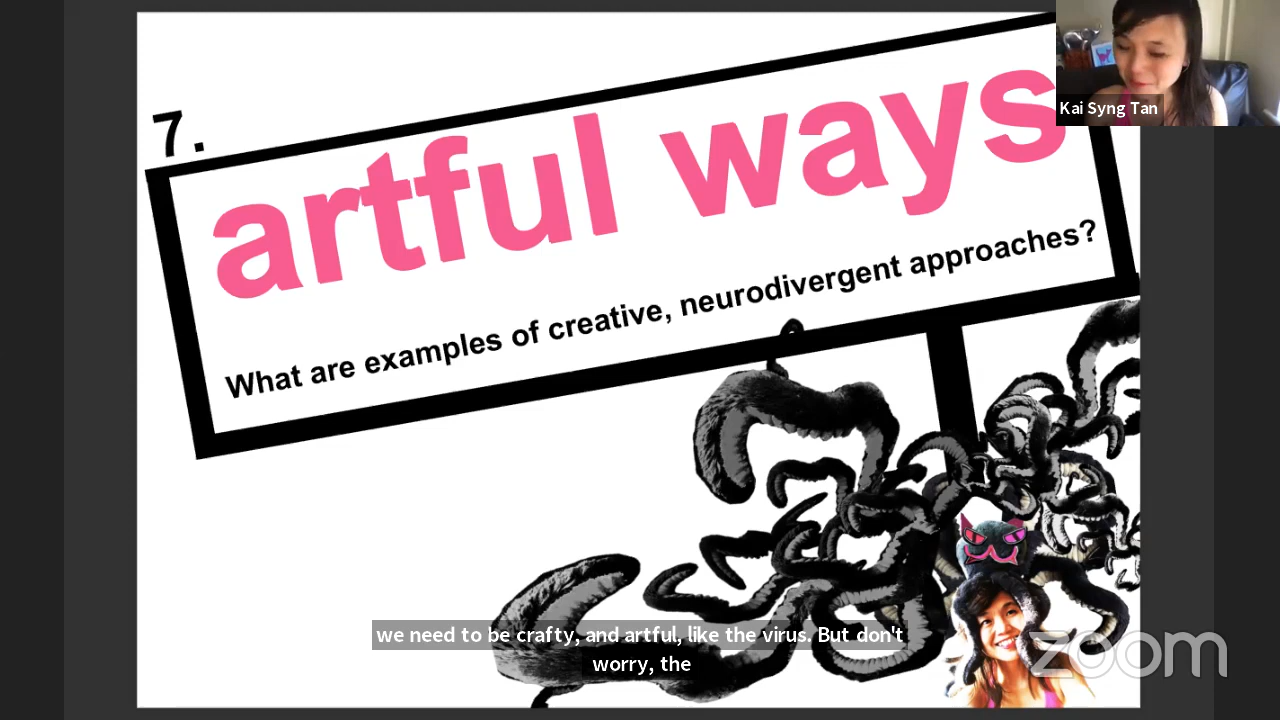 7.
artful ways
What are examples of creative, neurodivergent approaches?
Kai Syng Tan
we need to be crafty, and artful, like the virus. But don't
worry, the
zoom